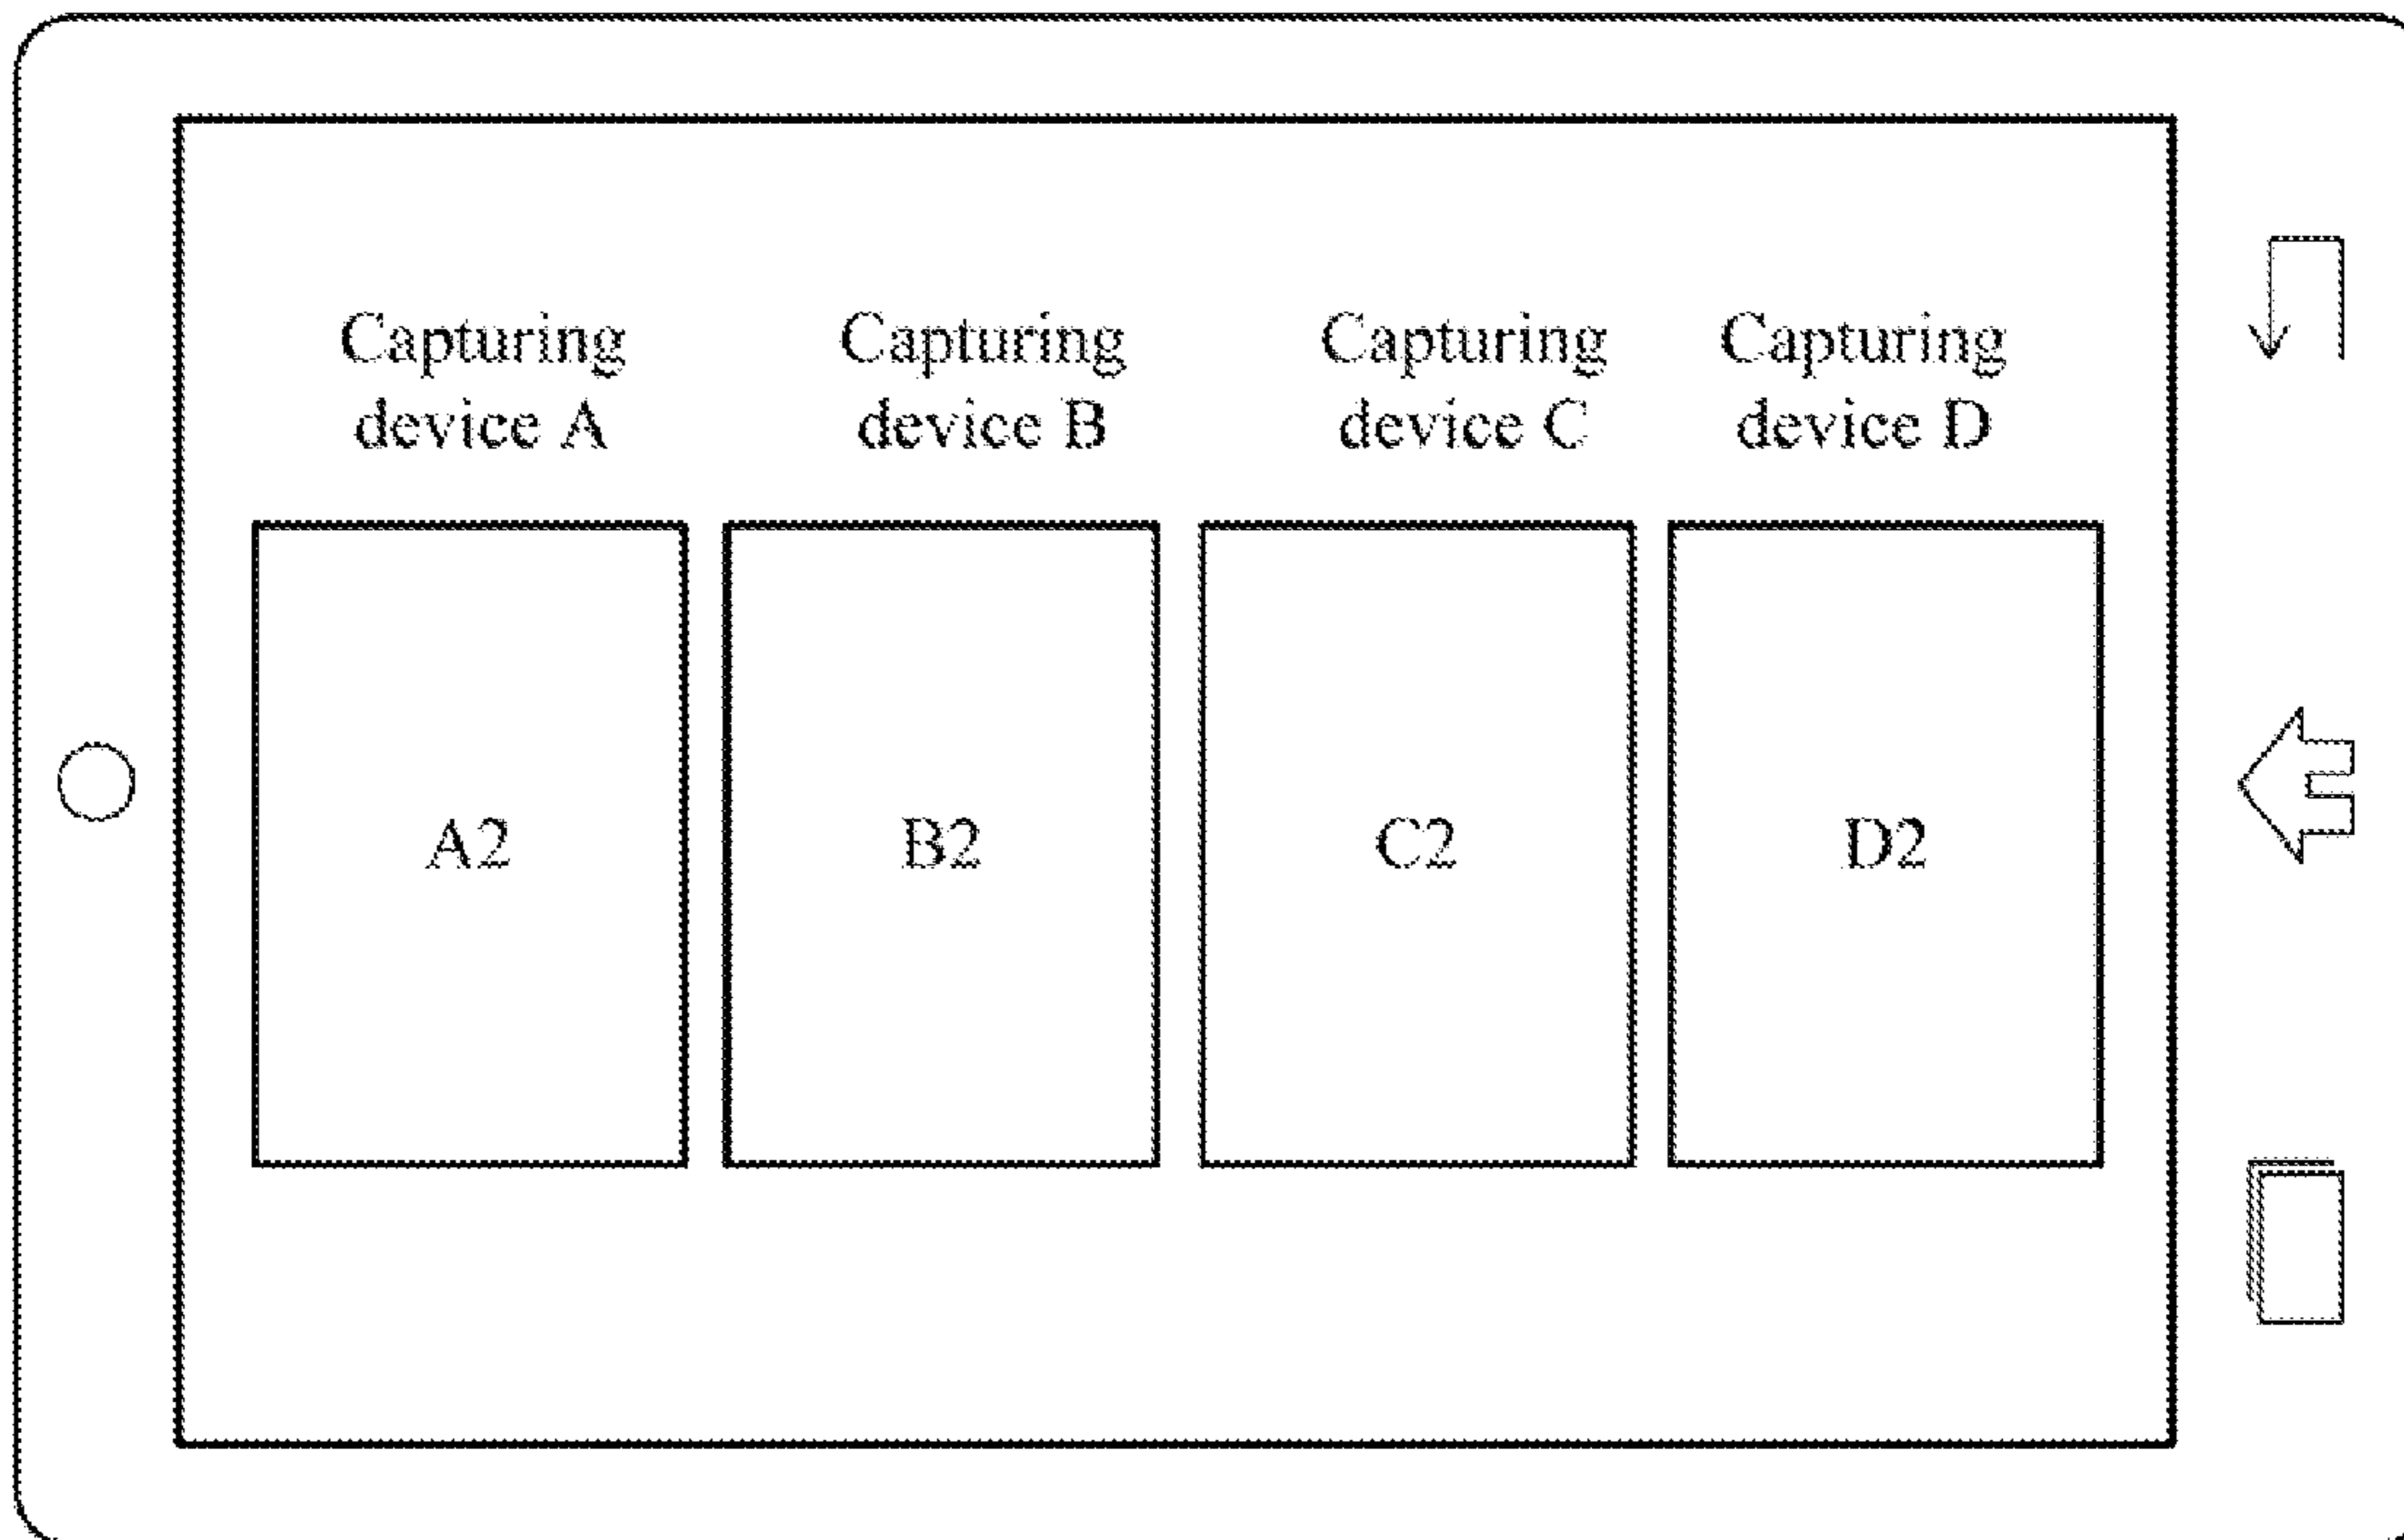 Capturing
device A
Capturing
device B
Capturing
device C
Capturing
device D
A2
B2
C2
D2